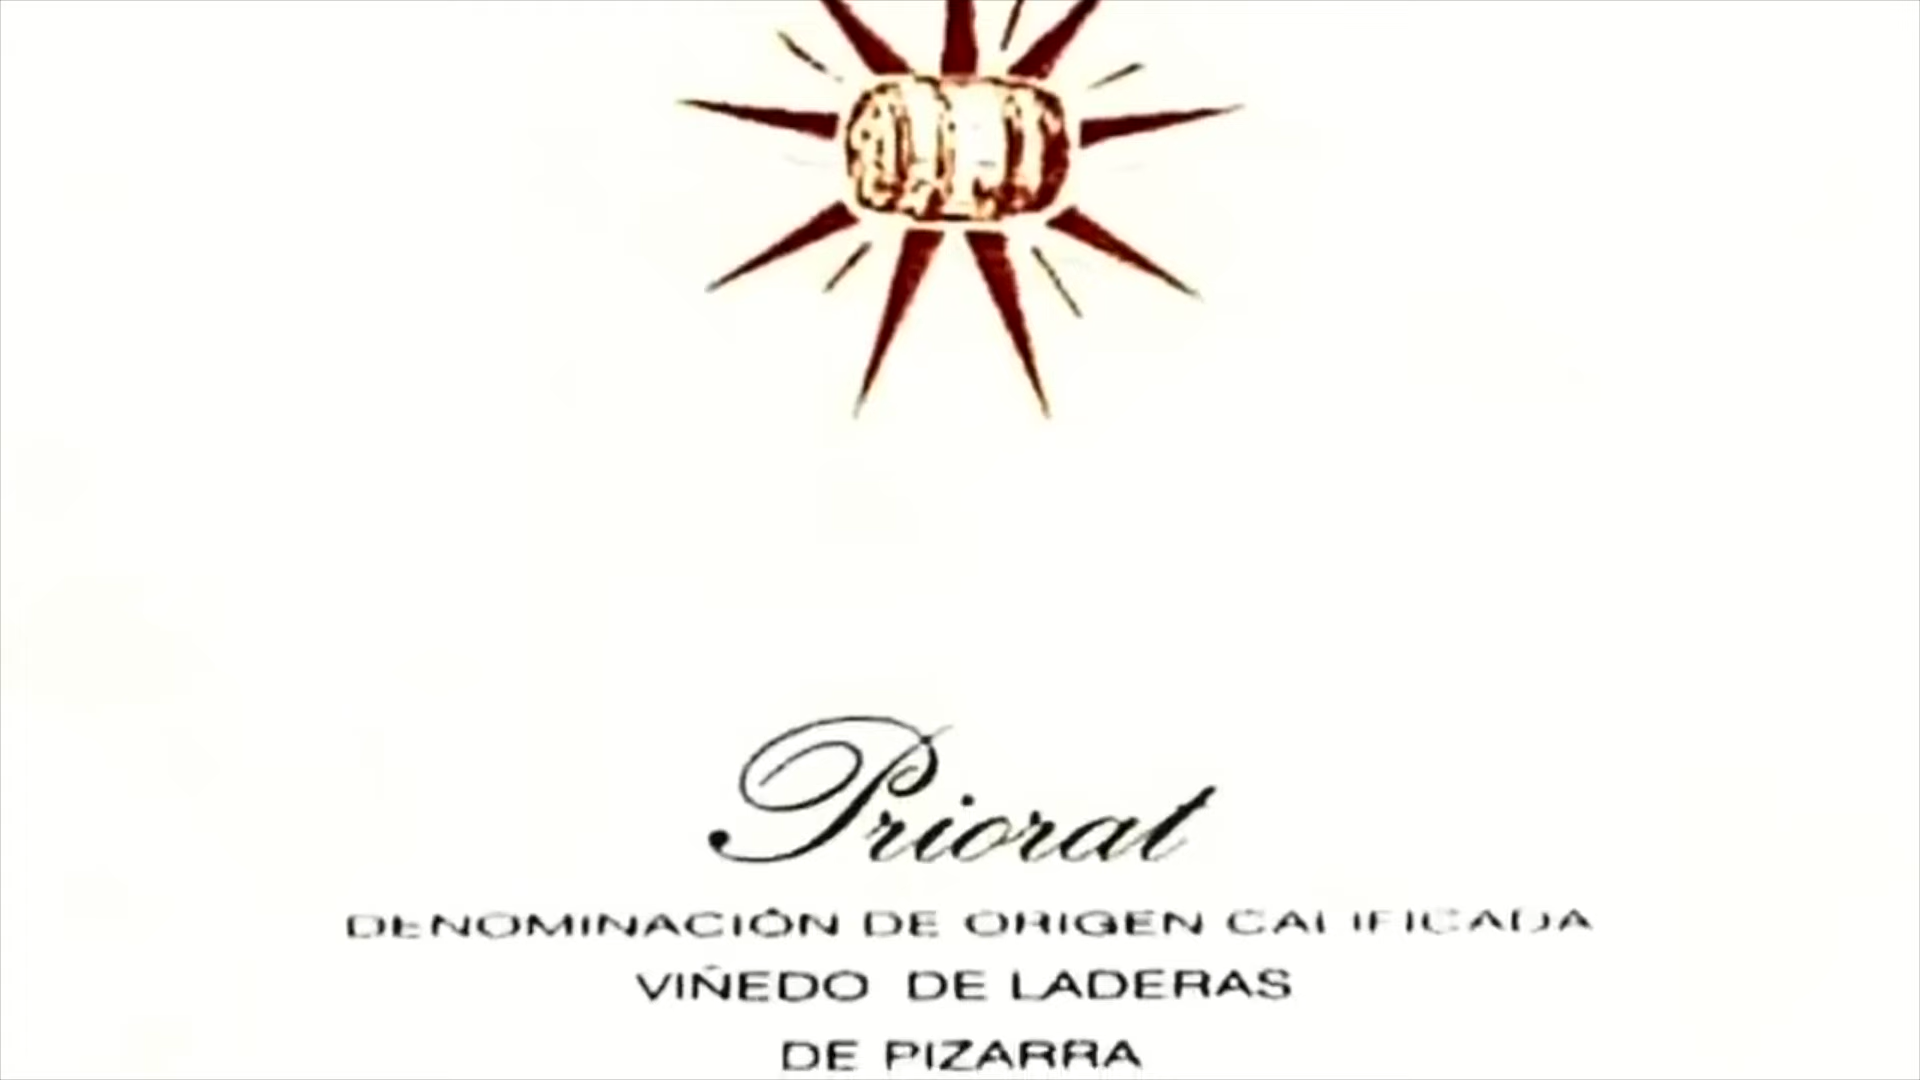 Priorat
DENOMINACIÓN DE ORIGEN CALIFICADA
VIÑEDO DE LADERAS
DE PIZARRA